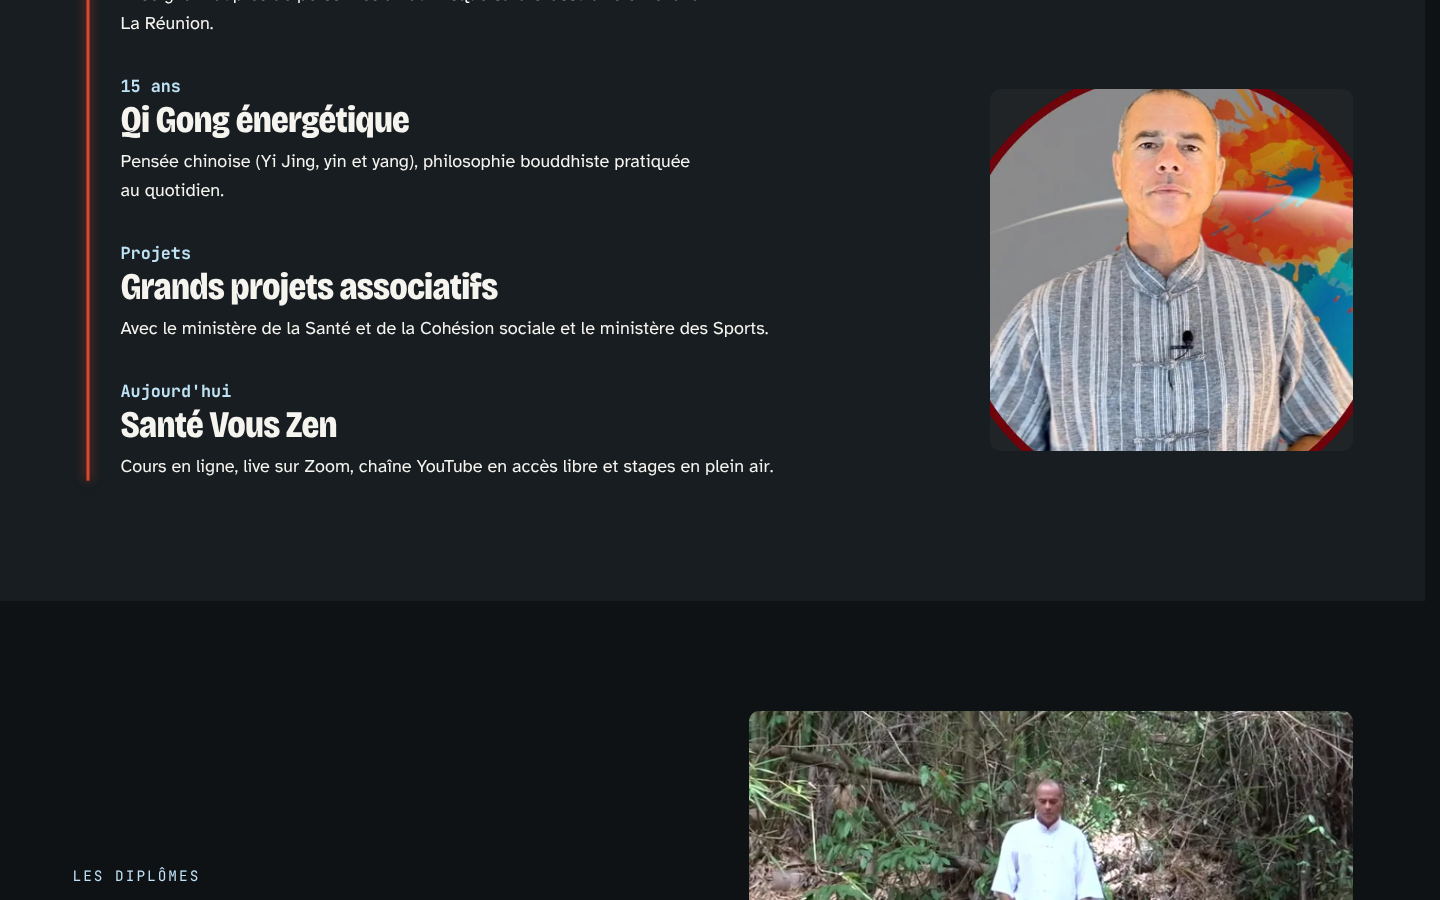 La Réunion.
15 ans
Qi Gong énergétique
Pensée chinoise (Yi Jing, yin et yang), philosophie bouddhiste pratiquée
au quotidien.
Projets
Grands projets associatifs
Avec le ministère de la Santé et de la Cohésion sociale et le ministère des Sports.
Aujourd'hui
Santé Vous Zen
Cours en ligne, live sur Zoom, chaîne YouTube en accès libre et stages en plein air.
LES DIPLÔMES